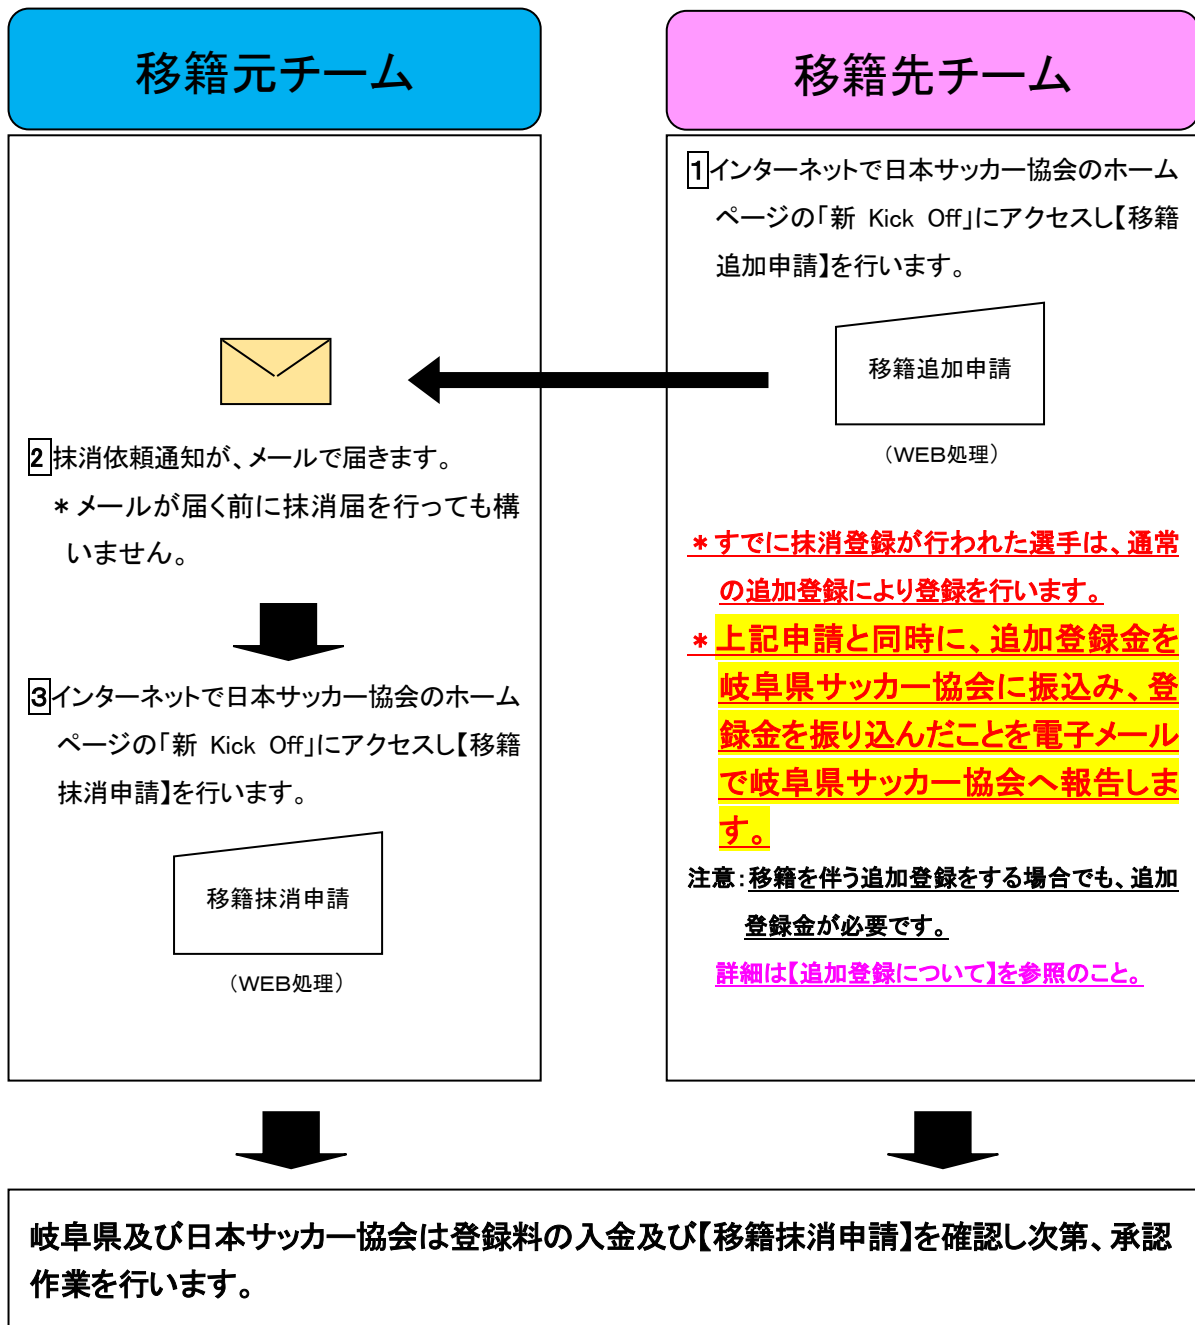 移籍元チーム
2 抹消依頼通知が、メールで届きます。
＊メールが届く前に抹消届を行っても構
いません。
3 インターネットで日本サッカー協会のホーム
ページの「新 Kick Off」にアクセスし【移籍
抹消申請】を行います。
移籍抹消申請
（WEB処理）
移籍先チーム
1 インターネットで日本サッカー協会のホーム
ページの「新 Kick Off」にアクセスし【移籍
追加申請】を行います。
移籍追加申請
（WEB処理）
＊すでに抹消登録が行われた選手は、通常
の追加登録により登録を行います。
＊上記申請と同時に、追加登録金を
岐阜県サッカー協会に振込み、登
録金を振り込んだことを電子メール
で岐阜県サッカー協会へ報告しま
す。
注意：移籍を伴う追加登録をする場合でも、追加
登録金が必要です。
詳細は【追加登録について】を参照のこと。
岐阜県及び日本サッカー協会は登録料の入金及び【移籍抹消申請】を確認し次第、承認
作業を行います。